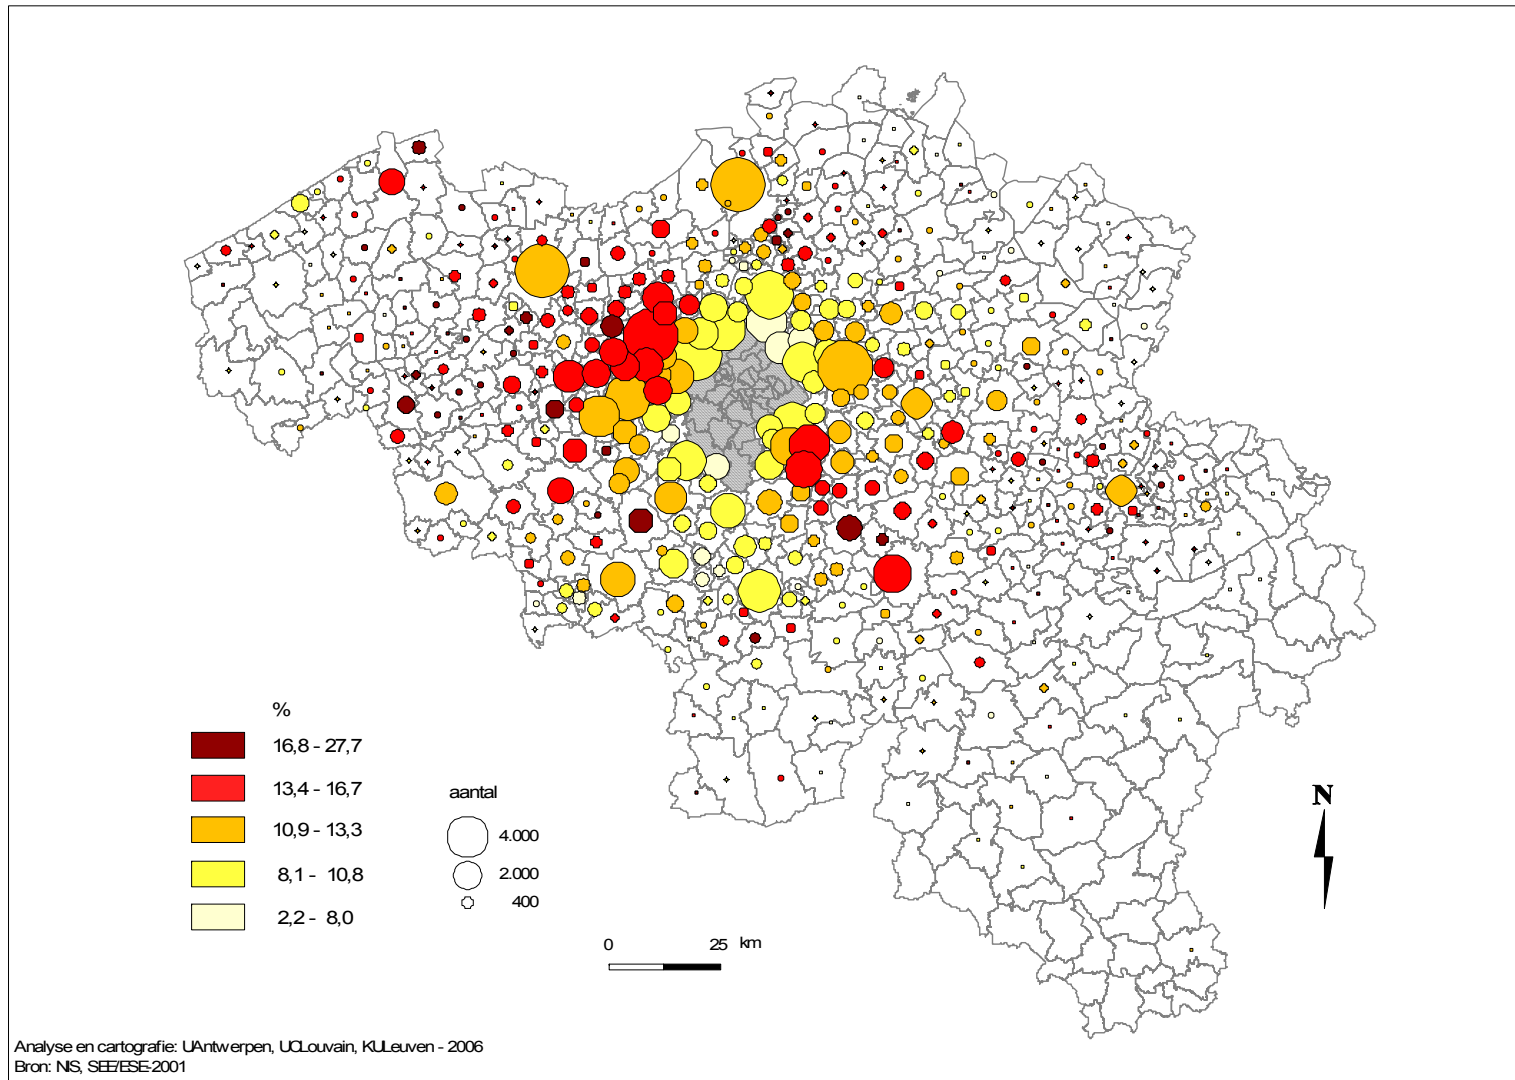 %
16,8 - 27,7
13,4 - 16,7
10,9 - 13,3
8,1 - 10,8
2,2 - 8,0
aantal
4.000
2.000
400
0 25 km
N
Analyse en cartografie: UAntwerpen, UCLouvain, KULeuven - 2006
Bron: NIS, SEE/ESE-2001